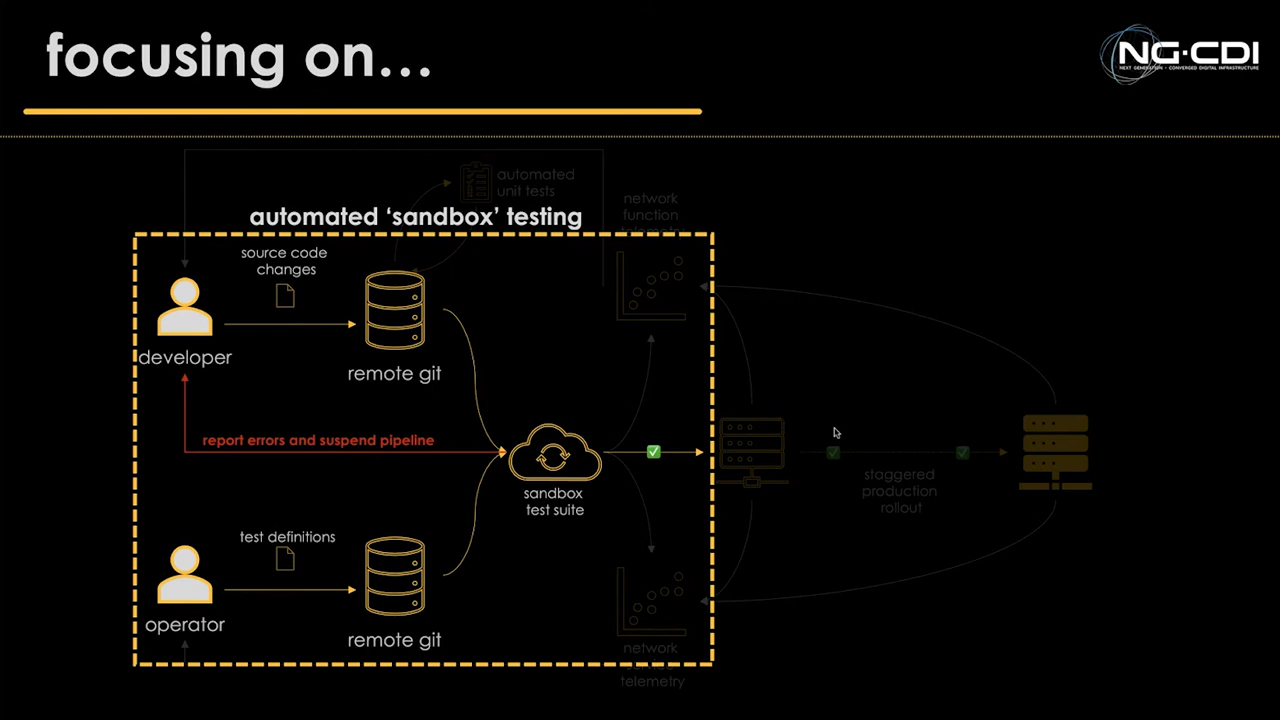 focusing on...
NG·CDI
NEXT GENERATION · CONVERGED DIGITAL INFRASTRUCTURE
automated
unit tests
network
function
telemetry
automated ‘sandbox’ testing
source code
changes
developer
remote git
report errors and suspend pipeline
sandbox
test suite
staggered
production
rollout
test definitions
operator
remote git
network
telemetry